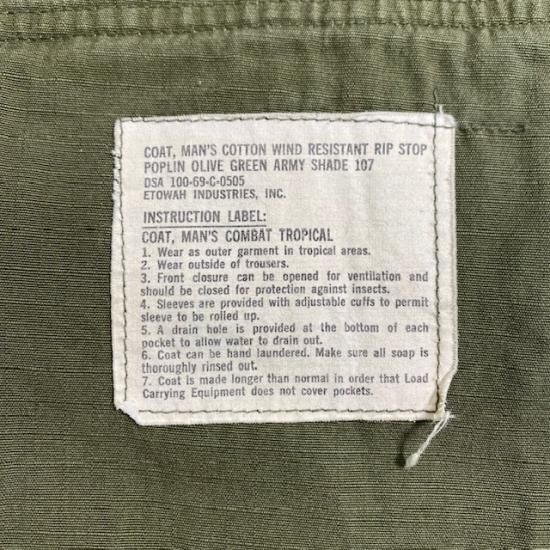 COAT, MAN'S COTTON WIND RESISTANT RIP STOP
POPLIN OLIVE GREEN ARMY SHADE 107
DSA 100-69-C-0505
ETOWAH INDUSTRIES, INC.
INSTRUCTION LABEL:
COAT, MAN'S COMBAT TROPICAL
1. Wear as outer garment in tropical areas.
2. Wear outside of trousers.
3. Front closure can be opened for ventilation and
should be closed for protection against insects.
4. Sleeves are provided with adjustable cuffs to permit
sleeve to be rolled up.
5. A drain hole is provided at the bottom of each
pocket to allow water to drain out.
6. Coat can be hand laundered. Make sure all soap is
thoroughly rinsed out.
7. Coat is made longer than normal in order that Load
Carrying Equipment does not cover pockets.